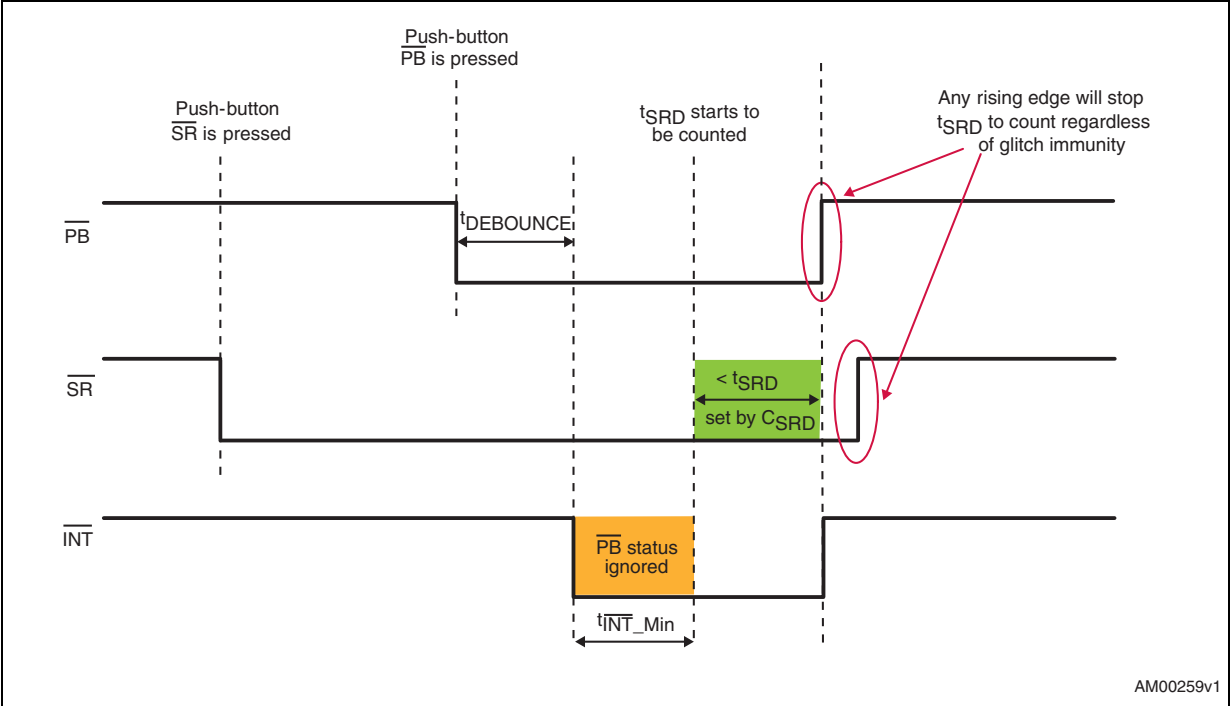 Push-button
PB is pressed
Push-button
SR is pressed
tSRD starts to
be counted
Any rising edge will stop
tSRD to count regardless
of glitch immunity
PB
tDEBOUNCE
SR
< tSRD
set by CSRD
INT
PB status
ignored
tINT_Min
AM00259v1